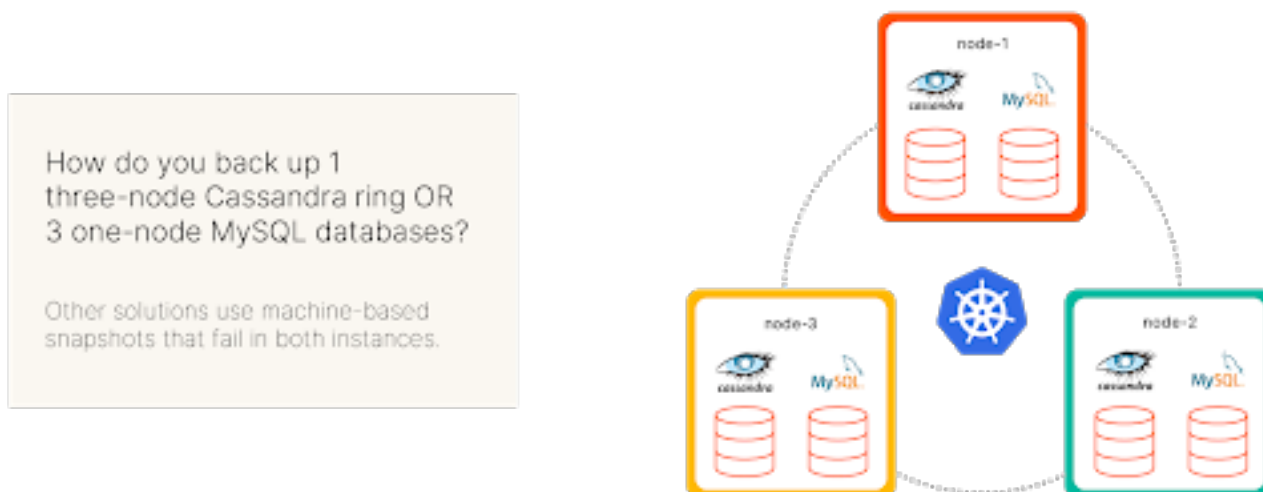 How do you back up 1
three-node Cassandra ring OR
3 one-node MySQL databases?
Other solutions use machine-based
snapshots that fail in both instances.
node-1
cassandra
MySQL
node-3
cassandra
MySQL
node-2
cassandra
MySQL